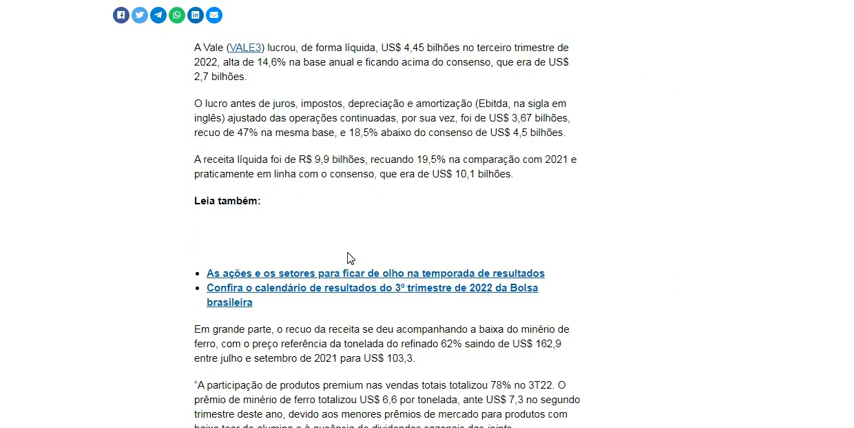 A Vale (VALE3) lucrou, de forma líquida, US$ 4,45 bilhões no terceiro trimestre de
2022, alta de 14,6% na base anual e ficando acima do consenso, que era de US$
2,7 bilhões.
O lucro antes de juros, impostos, depreciação e amortização (Ebitda, na sigla em
inglês) ajustado das operações continuadas, por sua vez, foi de US$ 3,67 bilhões,
recuo de 47% na mesma base, e 18,5% abaixo do consenso de US$ 4,5 bilhões.
A receita líquida foi de R$ 9,9 bilhões, recuando 19,5% na comparação com 2021 e
praticamente em linha com o consenso, que era de US$ 10,1 bilhões.
Leia também:
• As ações e os setores para ficar de olho na temporada de resultados
• Confira o calendário de resultados do 3º trimestre de 2022 da Bolsa
brasileira
Em grande parte, o recuo da receita se deu acompanhando a baixa do minério de
ferro, com o preço referência da tonelada do refinado 62% saindo de US$ 162,9
entre julho e setembro de 2021 para US$ 103,3.
“A participação de produtos premium nas vendas totais totalizou 78% no 3T22. O
prêmio de minério de ferro totalizou US$ 6,6 por tonelada, ante US$ 7,3 no segundo
trimestre deste ano, devido aos menores prêmios de mercado para produtos com
baixo teor de alumina e à ausência de dividendos sazonais das joints